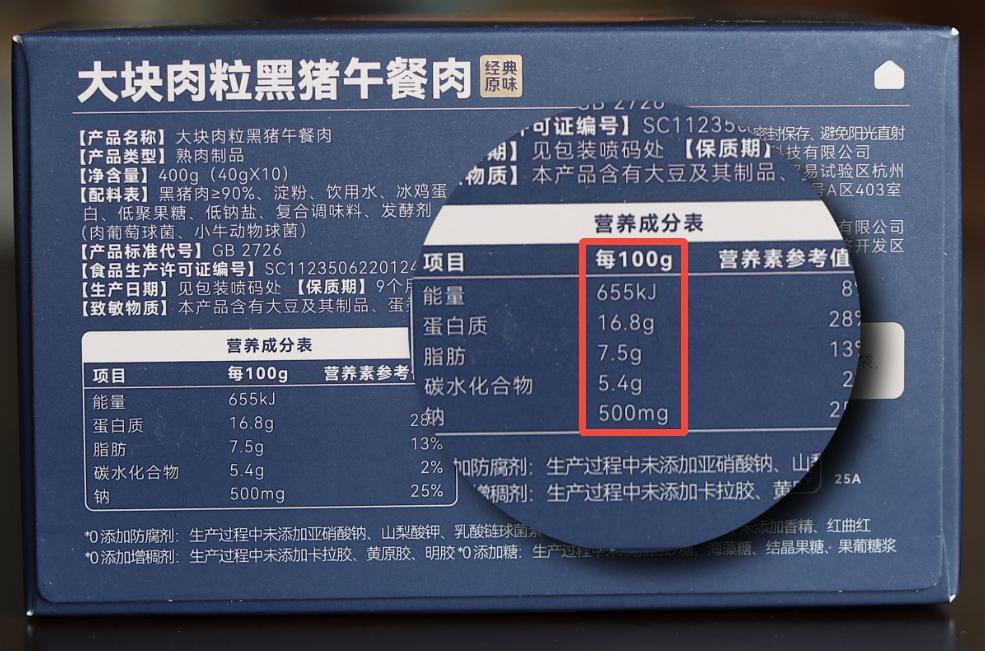 大块肉粒黑猪午餐肉 经典原味
【产品名称】大块肉粒黑猪午餐肉
【产品类型】熟肉制品
【净含量】400g（40gX10）
【配料表】黑猪肉≥90%、淀粉、饮用水、冰鸡蛋
白、低聚果糖、低钠盐、复合调味料、发酵剂
（肉葡萄球菌、小牛动物球菌）
【产品标准代号】GB 2726
【食品生产许可证编号】SC1123506220124
【生产日期】见包装喷码处 【保质期】9个月
【致敏物质】本产品含有大豆及其制品、蛋
密封保存、避免阳光直射
科技有限公司
易试验区杭州
号A区403室
有限公司
济开发区
营养成分表
项目 每100g 营养素参考
能量 655kJ
蛋白质 16.8g 28
脂肪 7.5g 13%
碳水化合物 5.4g 2%
钠 500mg 25%
GB 2726
可证编号】SC11235
期】见包装喷码处 【保质期】
物质】本产品含有大豆及其制品、
营养成分表
项目 每100g 营养素参考值
能量 655kJ 8
蛋白质 16.8g 28%
脂肪 7.5g 13%
碳水化合物 5.4g 2
钠 500mg 25
加防腐剂：生产过程中未添加亚硝酸钠、山梨
增稠剂：生产过程中未添加卡拉胶、黄
25A
*0添加防腐剂：生产过程中未添加亚硝酸钠、山梨酸钾、乳酸链球菌素
未添加香精、红曲红
*0添加增稠剂：生产过程中未添加卡拉胶、黄原胶、明胶 *0添加糖：生产过程中未添加白砂糖、海藻糖、结晶果糖、果葡糖浆